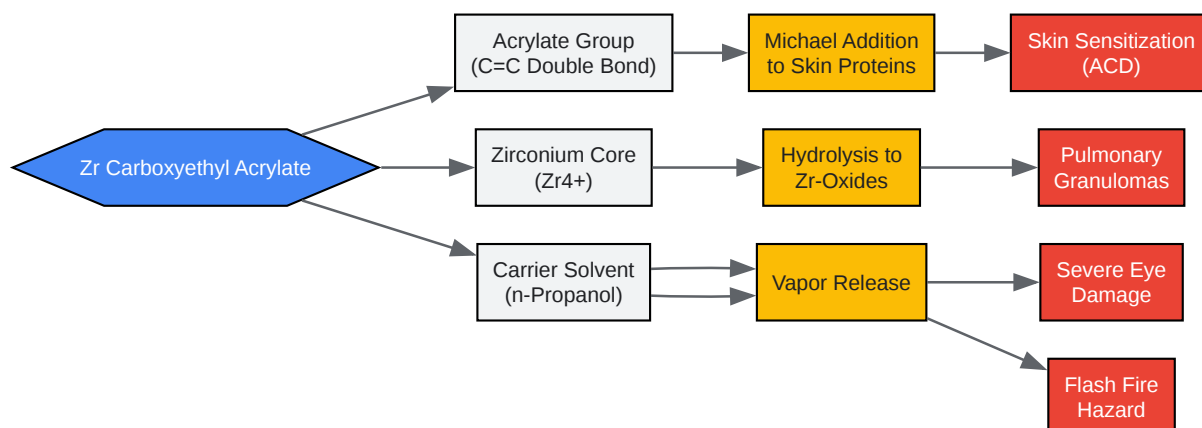 Acrylate Group
(C=C Double Bond)
Michael Addition
to Skin Proteins
Skin Sensitization
(ACD)
Zr Carboxyethyl Acrylate
Zirconium Core
(Zr4+)
Hydrolysis to
Zr-Oxides
Pulmonary
Granulomas
Carrier Solvent
(n-Propanol)
Vapor Release
Severe Eye
Damage
Flash Fire
Hazard